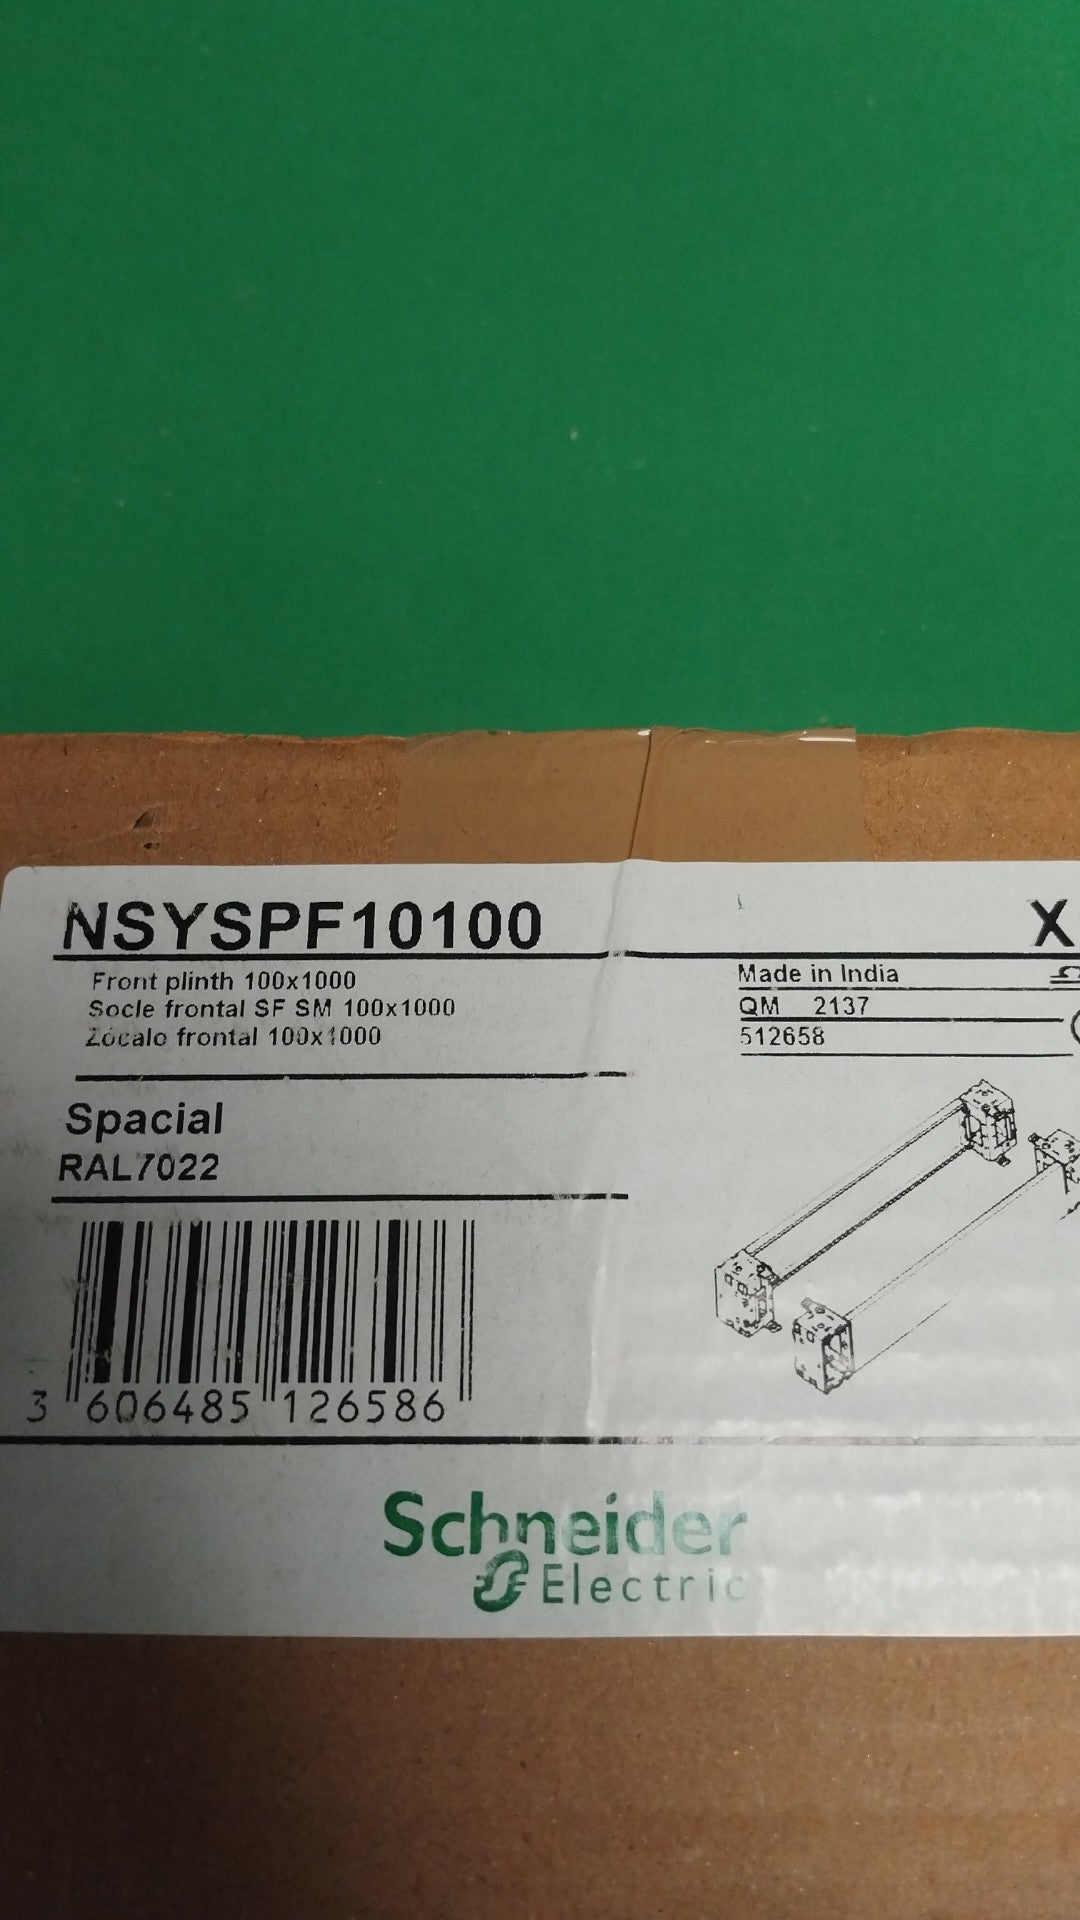 NSYSPF10100 X
Front plinth 100x1000
Socle frontal SF SM 100x1000
Zócalo frontal 100x1000
Made in India
QM 2137
512658
Spacial
RAL7022
3 606485 126586
Schneider
Electric